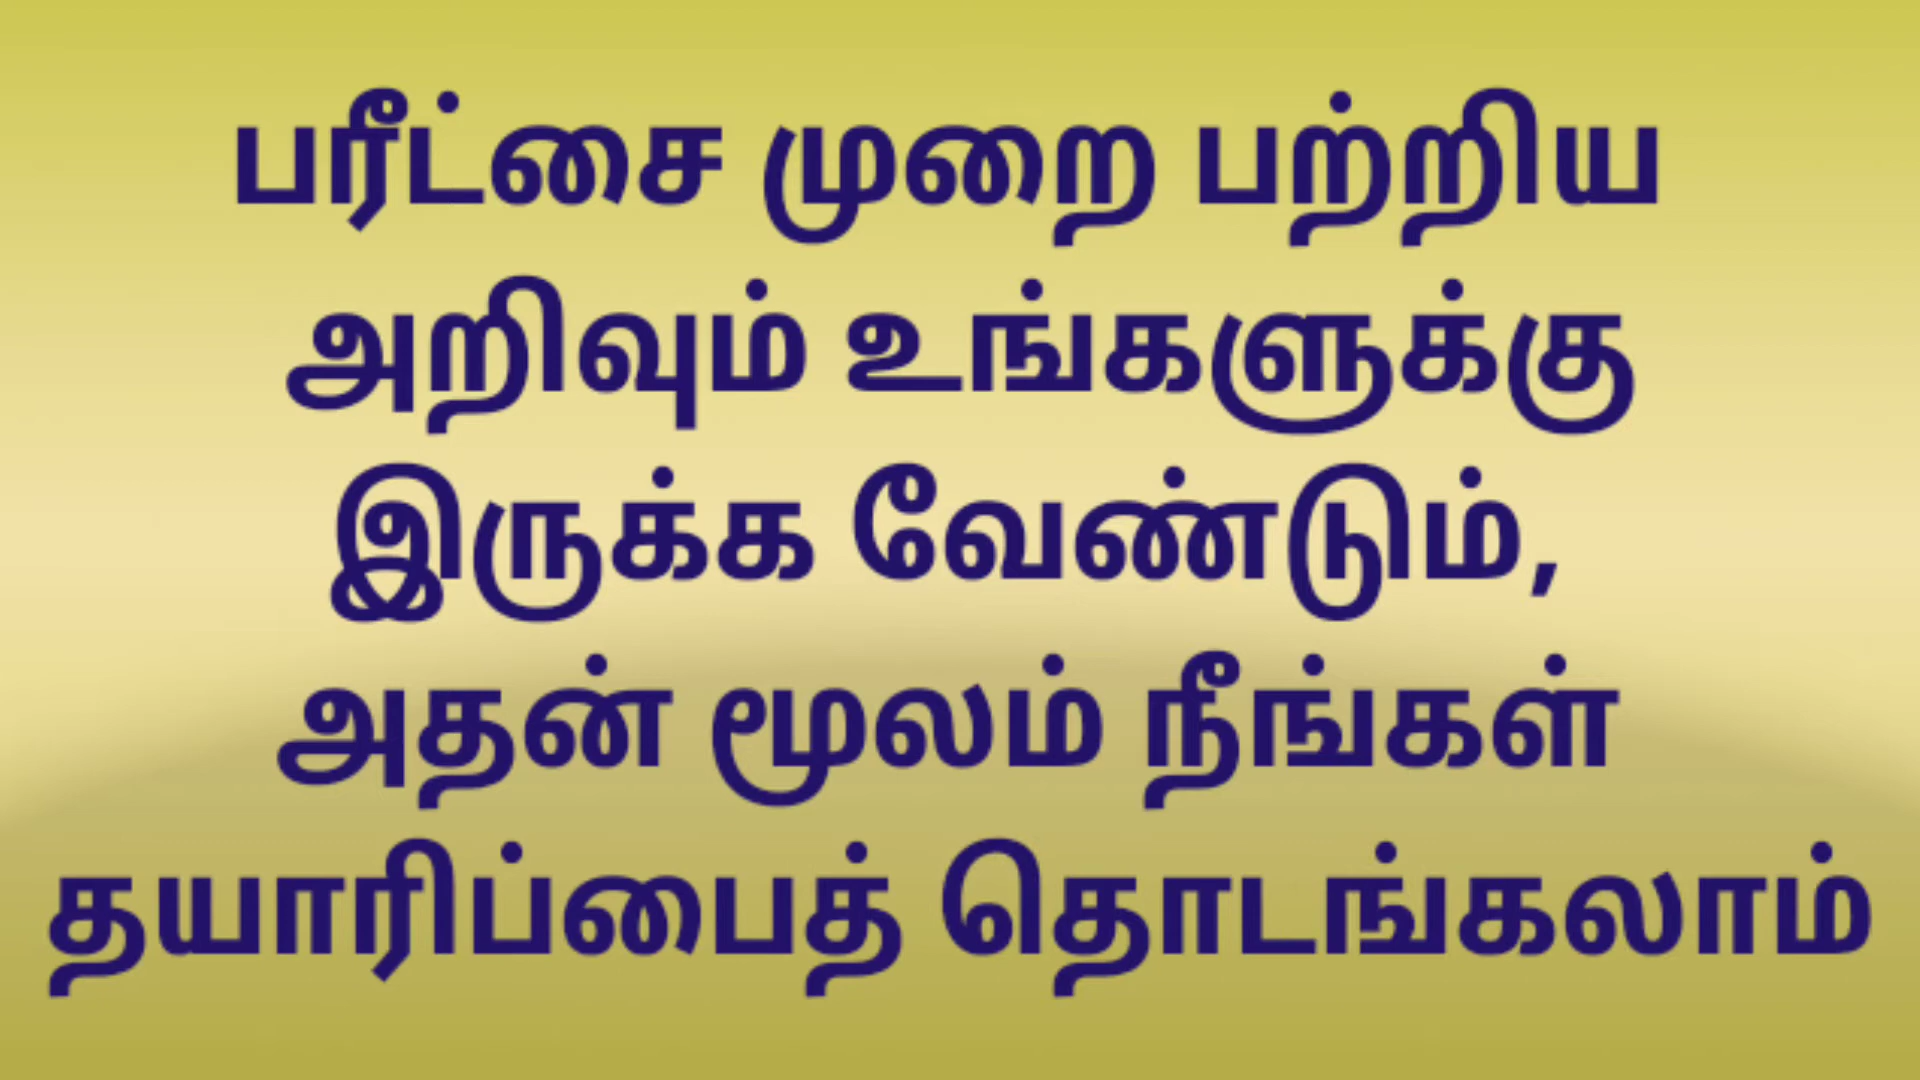 பரீட்சை முறை பற்றிய
அறிவும் உங்களுக்கு
இருக்க வேண்டும்,
அதன் மூலம் நீங்கள்
தயாரிப்பைத் தொடங்கலாம்